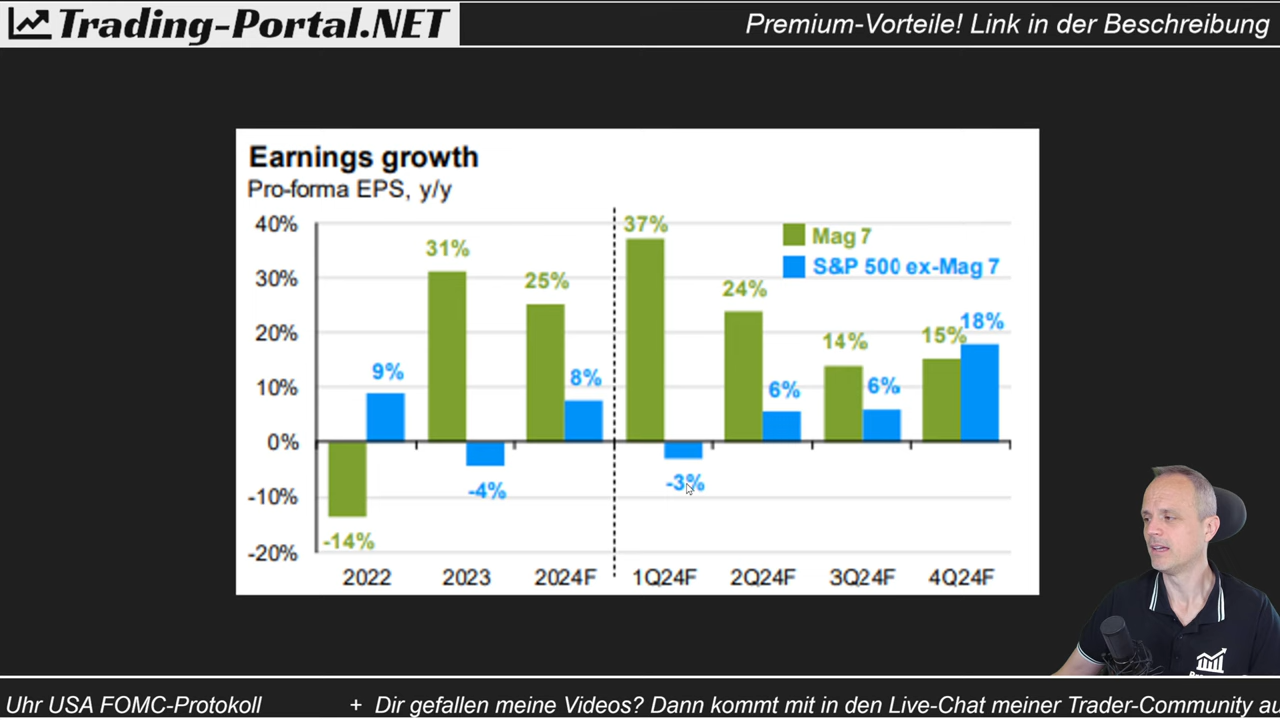 Trading-Portal.NET
Premium-Vorteile! Link in der Beschreibung
Earnings growth
Pro-forma EPS, y/y
40%
30%
20%
10%
0%
-10%
-20%
Mag 7
S&P 500 ex-Mag 7
-14%
9%
31%
-4%
25%
8%
37%
-3%
24%
6%
14%
6%
15%
18%
2022 2023 2024F 1Q24F 2Q24F 3Q24F 4Q24F
Uhr USA FOMC-Protokoll + Dir gefallen meine Videos? Dann kommt mit in den Live-Chat meiner Trader-Community au